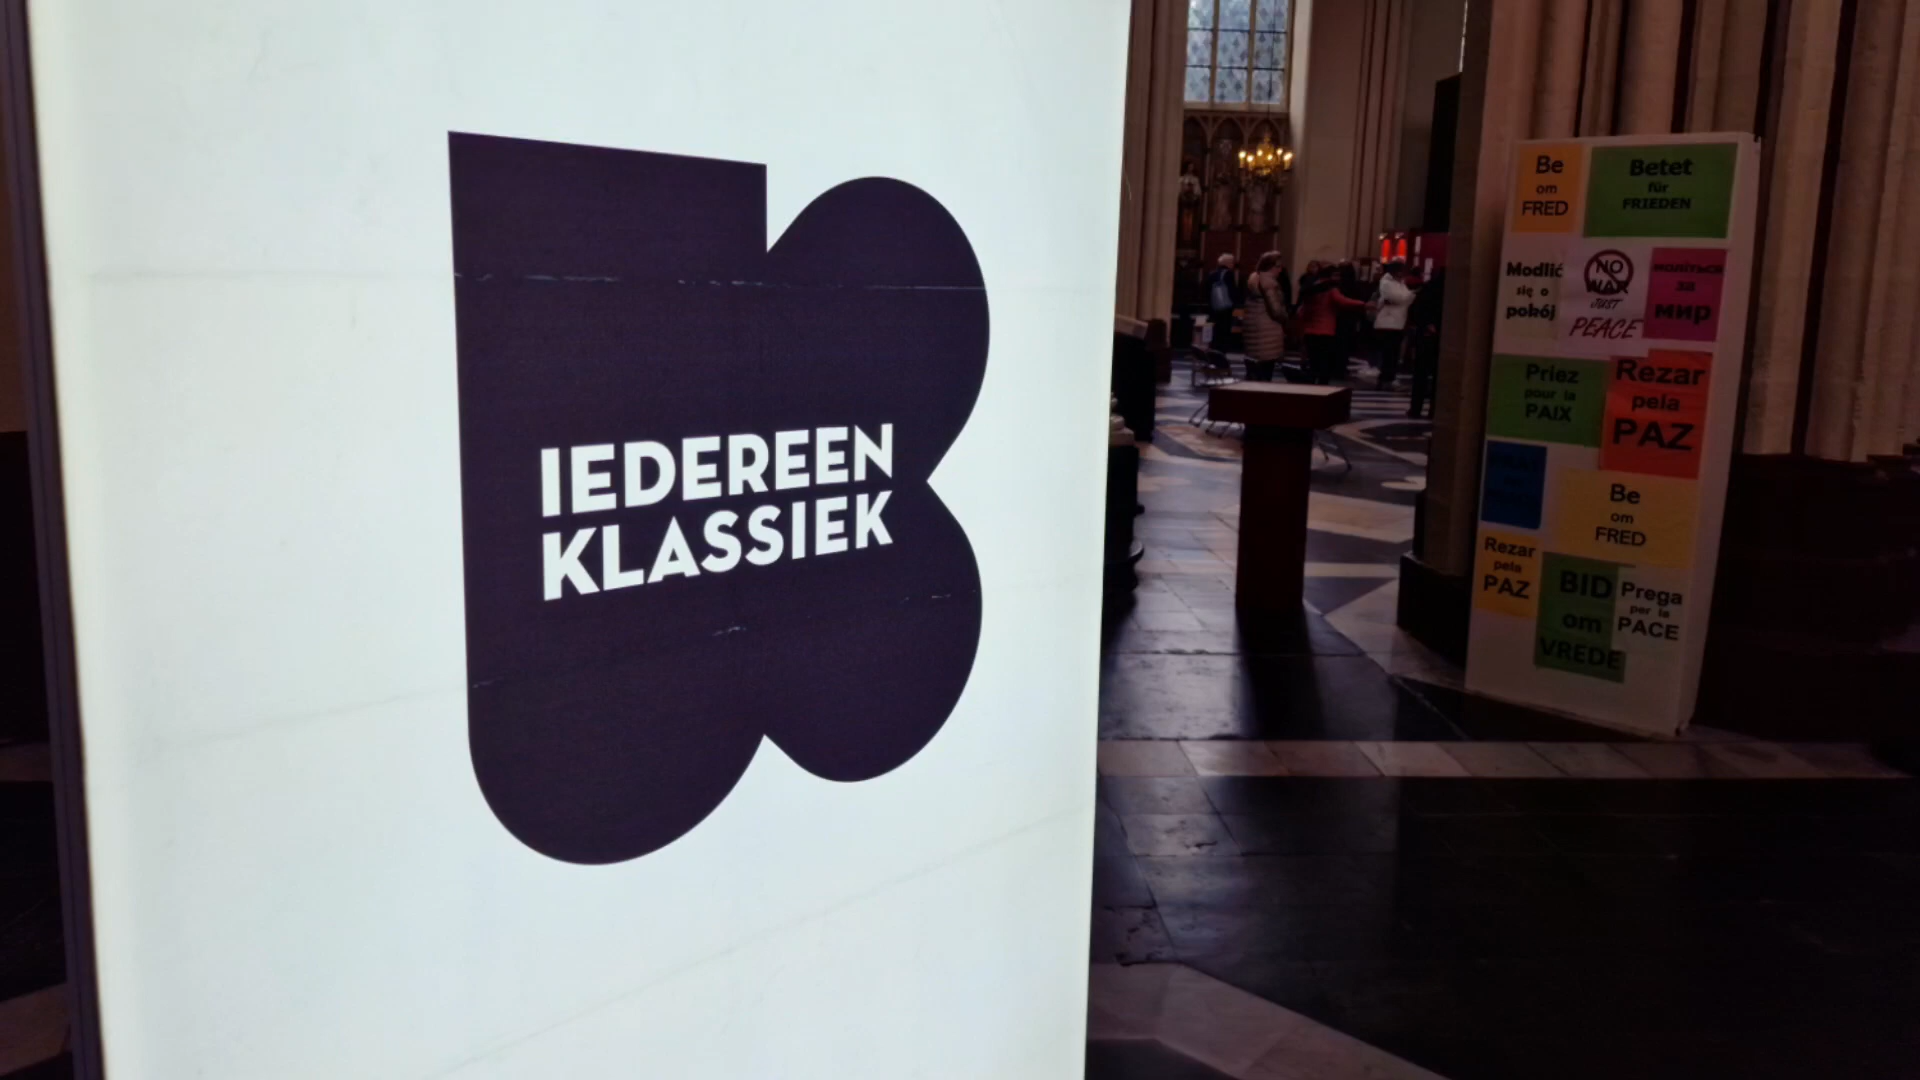 IEDEREEN
KLASSIEK
Be
om
FRED
Betet
für
FRIEDEN
Modlić
się o
pokój
NO
WAR
JUST
PEACE
за
мир
Priez
pour la
PAIX
Rezar
pela
PAZ
Be
om
FRED
Rezar
pela
PAZ
BID
om
VREDE
Prega
per la
PACE